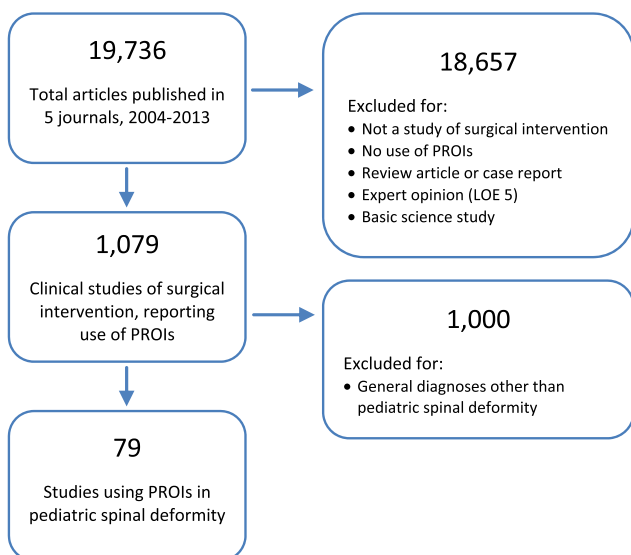 19,736
Total articles published in
5 journals, 2004-2013
18,657
Excluded for:
• Not a study of surgical intervention
• No use of PROIs
• Review article or case report
• Expert opinion (LOE 5)
• Basic science study
1,079
Clinical studies of surgical
intervention, reporting
use of PROIs
1,000
Excluded for:
• General diagnoses other than
pediatric spinal deformity
79
Studies using PROIs in
pediatric spinal deformity